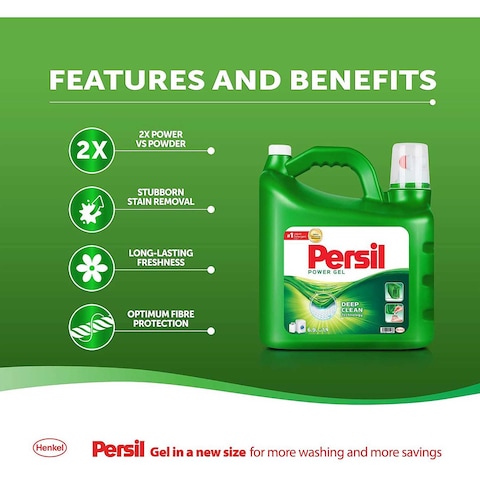 FEATURES AND BENEFITS
2X
2X POWER
VS POWDER
STUBBORN
STAIN REMOVAL
LONG-LASTING
FRESHNESS
OPTIMUM FIBRE
PROTECTION
#1
Persil
POWER GEL
DEEP
CLEAN
Henkel
Persil Gel in a new size for more washing and more savings